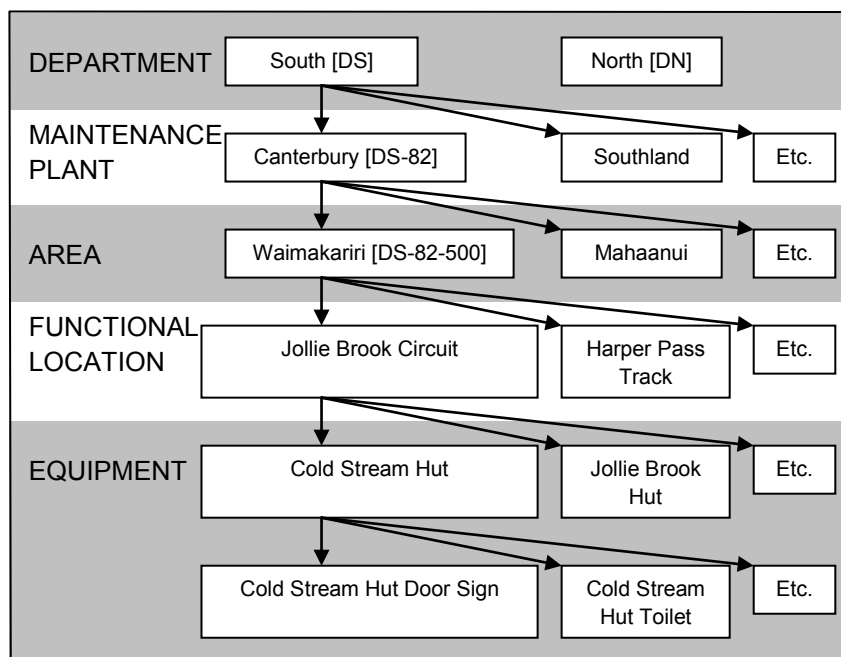 DEPARTMENT
South [DS]
North [DN]
MAINTENANCE
PLANT
Canterbury [DS-82]
Southland
Etc.
AREA
Waimakariri [DS-82-500]
Mahaanui
Etc.
FUNCTIONAL
LOCATION
Jollie Brook Circuit
Harper Pass
Track
Etc.
EQUIPMENT
Cold Stream Hut
Jollie Brook
Hut
Etc.
Cold Stream Hut Door Sign
Cold Stream
Hut Toilet
Etc.